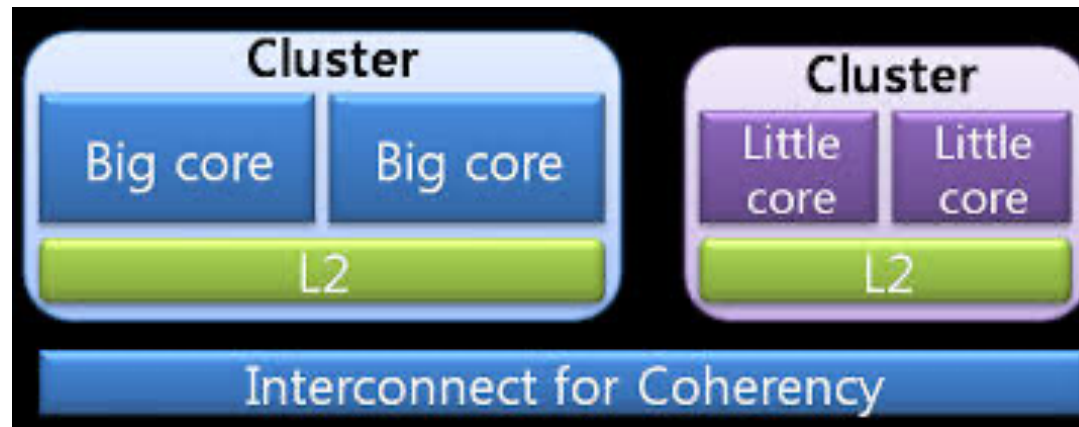 Cluster
Big core
Big core
L2
Cluster
Little
core
Little
core
L2
Interconnect for Coherency